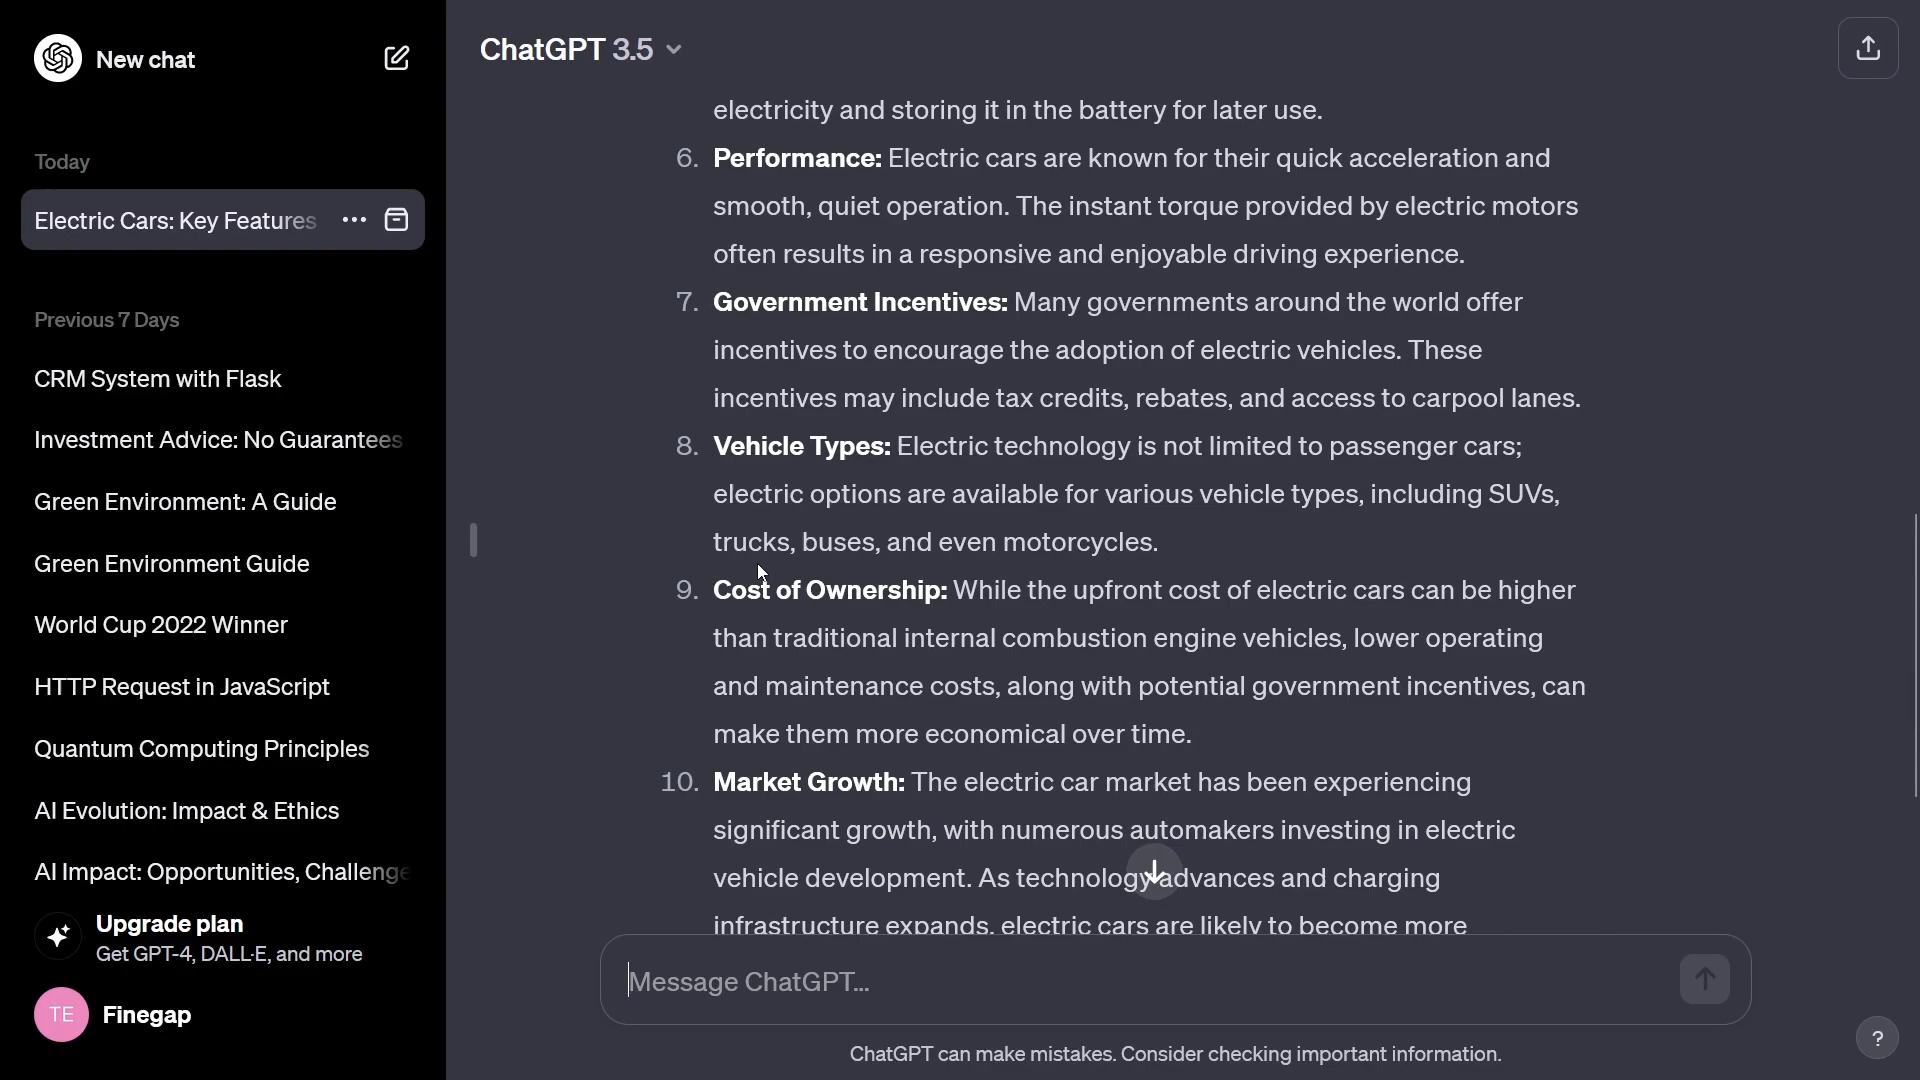 New chat
Today
Electric Cars: Key Features
Previous 7 Days
CRM System with Flask
Investment Advice: No Guarantees
Green Environment: A Guide
Green Environment Guide
World Cup 2022 Winner
HTTP Request in JavaScript
Quantum Computing Principles
AI Evolution: Impact & Ethics
AI Impact: Opportunities, Challenge
Upgrade plan
Get GPT-4, DALL·E, and more
TE
Finegap
ChatGPT 3.5
electricity and storing it in the battery for later use.
6. Performance: Electric cars are known for their quick acceleration and
smooth, quiet operation. The instant torque provided by electric motors
often results in a responsive and enjoyable driving experience.
7. Government Incentives: Many governments around the world offer
incentives to encourage the adoption of electric vehicles. These
incentives may include tax credits, rebates, and access to carpool lanes.
8. Vehicle Types: Electric technology is not limited to passenger cars;
electric options are available for various vehicle types, including SUVs,
trucks, buses, and even motorcycles.
9. Cost of Ownership: While the upfront cost of electric cars can be higher
than traditional internal combustion engine vehicles, lower operating
and maintenance costs, along with potential government incentives, can
make them more economical over time.
10. Market Growth: The electric car market has been experiencing
significant growth, with numerous automakers investing in electric
vehicle development. As technology advances and charging
infrastructure expands, electric cars are likely to become more
Message ChatGPT...
ChatGPT can make mistakes. Consider checking important information.
?